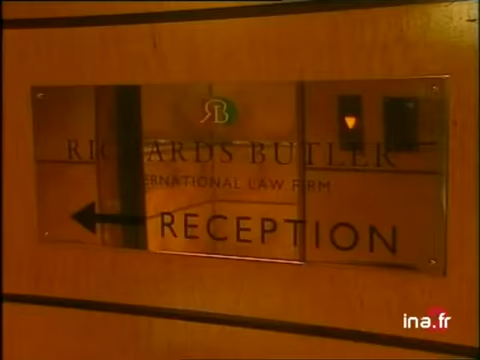 RB
RICHARDS BUTLER
INTERNATIONAL LAW FIRM
RECEPTION
ina.fr